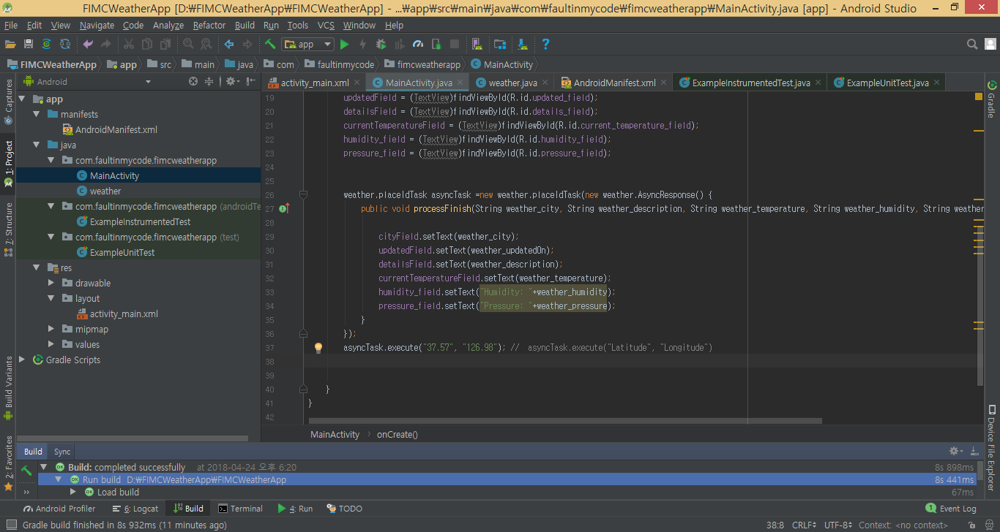 FIMCWeatherApp [D:₩FIMCWeatherApp₩FIMCWeatherApp] - ...₩app₩src₩main₩java₩com₩faultinmycode₩fimcweatherapp₩MainActivity.java [app] - Android Studio
File Edit View Navigate Code Analyze Refactor Build Run Tools VCS Window Help
app
FIMCWeatherApp app src main java com faultinmycode fimcweatherapp MainActivity
Android
activity_main.xml MainActivity.java weather.java AndroidManifest.xml ExampleInstrumentedTest.java ExampleUnitTest.java
Captures
1: Project
7: Structure
Build Variants
2: Favorites
app
manifests
AndroidManifest.xml
java
com.faultinmycode.fimcweatherapp
MainActivity
weather
com.faultinmycode.fimcweatherapp (androidTe
ExampleInstrumentedTest
com.faultinmycode.fimcweatherapp (test)
ExampleUnitTest
res
drawable
layout
activity_main.xml
mipmap
values
Gradle Scripts
19 updatedField = (TextView)findViewById(R.id.updated_field);
20 detailsField = (TextView)findViewById(R.id.details_field);
21 currentTemperatureField = (TextView)findViewById(R.id.current_temperature_field);
22 humidity_field = (TextView)findViewById(R.id.humidity_field);
23 pressure_field = (TextView)findViewById(R.id.pressure_field);
24
25
26 weather.placeIdTask asyncTask =new weather.placeIdTask(new weather.AsyncResponse() {
27 public void processFinish(String weather_city, String weather_description, String weather_temperature, String weather_humidity, String weather
28
29 cityField.setText(weather_city);
30 updatedField.setText(weather_updatedOn);
31 detailsField.setText(weather_description);
32 currentTemperatureField.setText(weather_temperature);
33 humidity_field.setText("Humidity: "+weather_humidity);
34 pressure_field.setText("Pressure: "+weather_pressure);
35 }
36 });
37 asyncTask.execute("37.57", "126.98"); // asyncTask.execute("Latitude", "Longitude")
38
39
40 }
41 }
42
MainActivity › onCreate()
Gradle
Device File Explorer
Build Sync
Build: completed successfully at 2018-04-24 오후 6:20 8s 898ms
Run build D:₩FIMCWeatherApp₩FIMCWeatherApp 8s 441ms
Load build 67ms
Android Profiler 6: Logcat Build Terminal 4: Run TODO 1 Event Log
Gradle build finished in 8s 932ms (11 minutes ago) 38:8 CRLF UTF-8 Context: <no context>